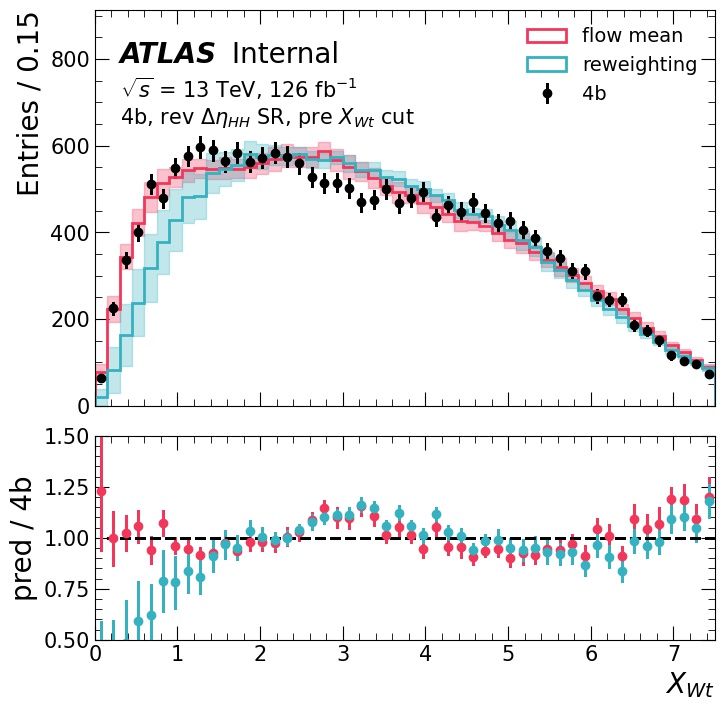 ATLAS Internal
√s = 13 TeV, 126 fb⁻¹
4b, rev Δη_HH SR, pre X_Wt cut
flow mean
reweighting
4b
Entries / 0.15
800
600
400
200
0
pred / 4b
1.50
1.25
1.00
0.75
0.50
0 1 2 3 4 5 6 7
X_Wt